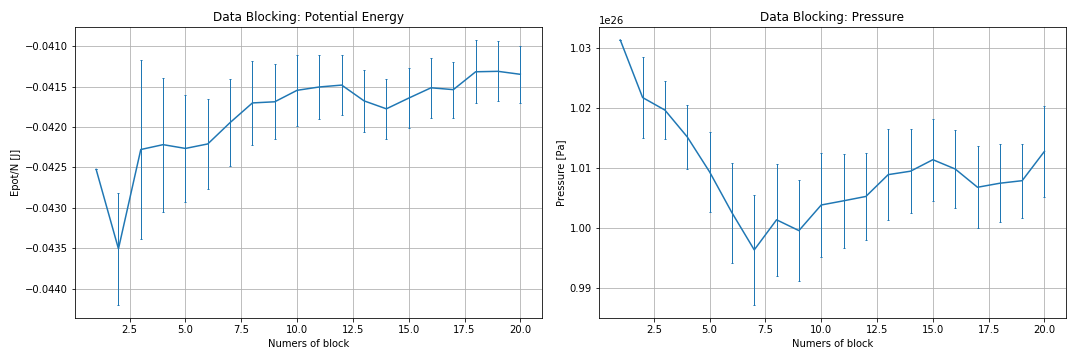 Data Blocking: Potential Energy
Epot/N [J]
−0.0410
−0.0415
−0.0420
−0.0425
−0.0430
−0.0435
−0.0440
2.5 5.0 7.5 10.0 12.5 15.0 17.5 20.0
Numers of block
Data Blocking: Pressure
1e26
Pressure [Pa]
1.03
1.02
1.01
1.00
0.99
2.5 5.0 7.5 10.0 12.5 15.0 17.5 20.0
Numers of block